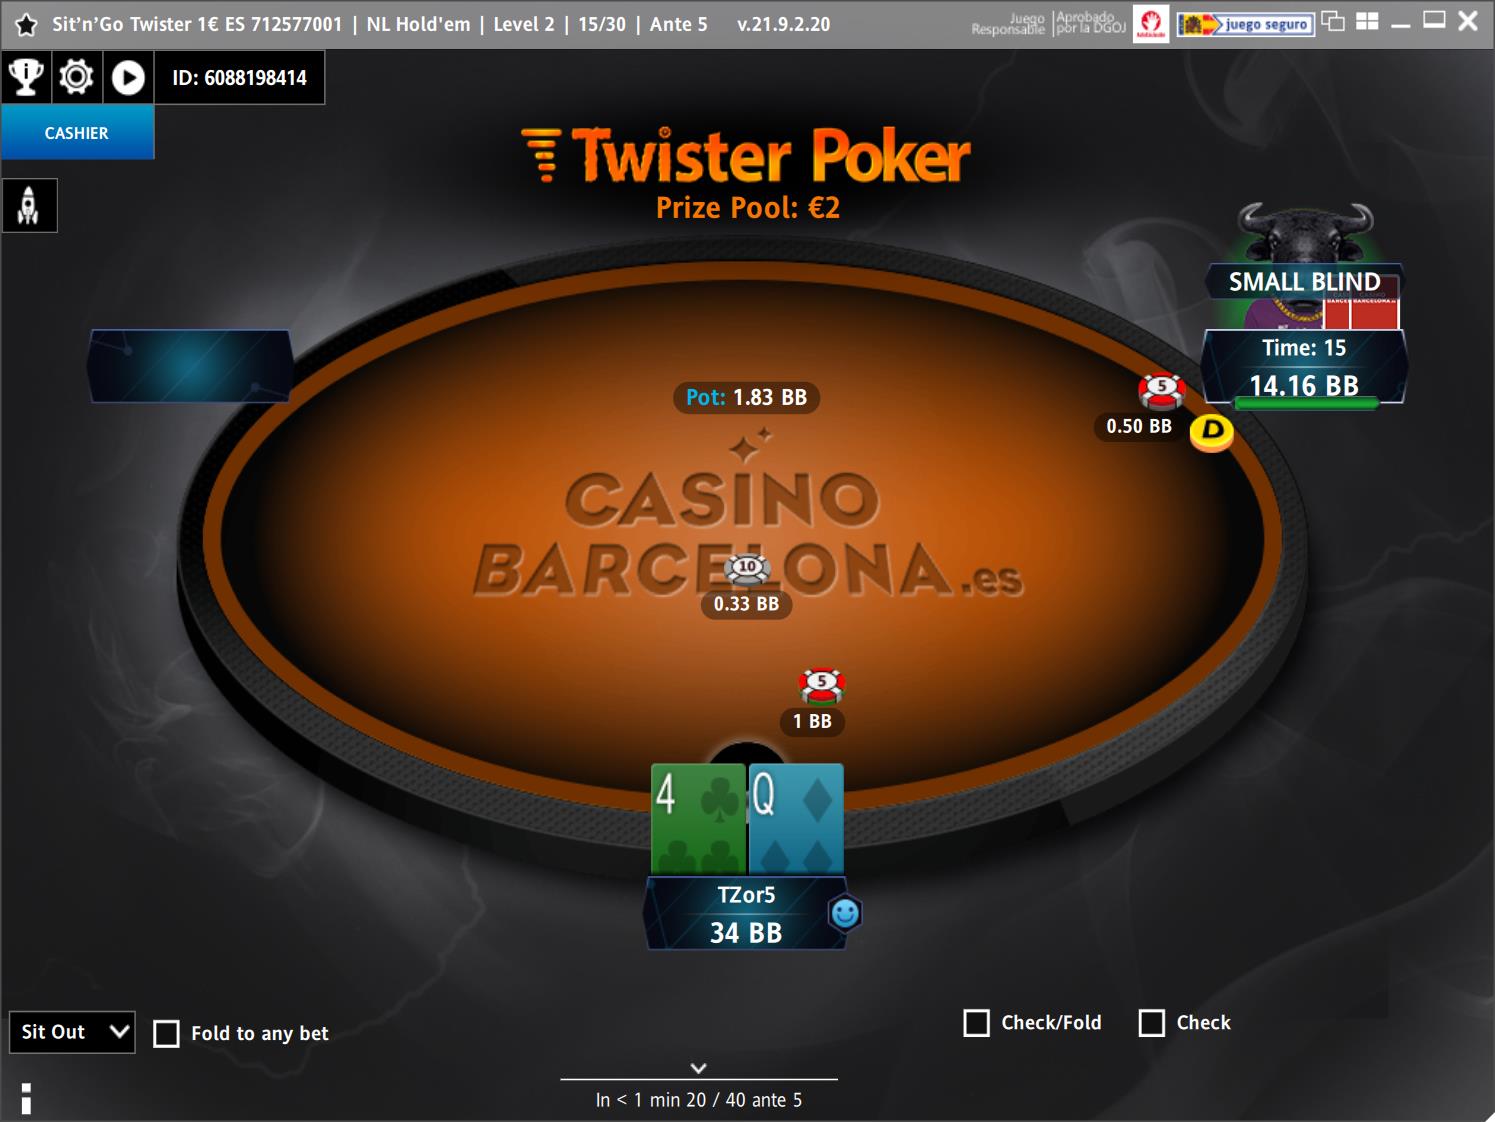 Sit'n'Go Twister 1€ ES 712577001 | NL Hold'em | Level 2 | 15/30 | Ante 5 v.21.9.2.20
Juego Responsable
Aprobado por la DGOJ
juego seguro
ID: 6088198414
CASHIER
Twister Poker
Prize Pool: €2
SMALL BLIND
CASINO BARCELONA.es
Time: 15
14.16 BB
Pot: 1.83 BB
5
0.50 BB
D
CASINO
BARCELONA.es
10
0.33 BB
5
1 BB
4
Q
TZor5
34 BB
Sit Out
Fold to any bet
Check/Fold
Check
In < 1 min 20 / 40 ante 5